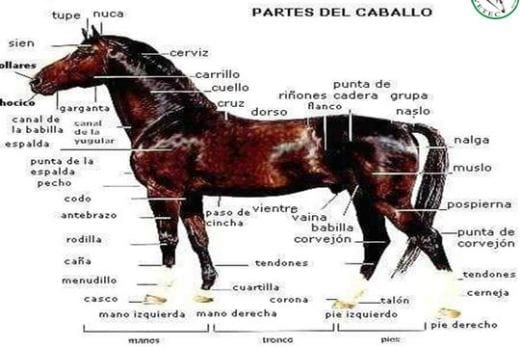 PARTES DEL CABALLO
tupe nuca
sien
cerviz
ollares
carrillo
cuello
hocico
garganta
canal de
la babilla
canal
de la
yugular
cruz
dorso
riñones
flanco
punta de
cadera
grupa
naslo
espalda
nalga
punta de la
espalda
pecho
muslo
codo
antebrazo
paso de
cincha
vientre
vaina
babilla
corvejón
pospierna
punta de
corvejón
rodilla
caña
tendones
tendones
menudillo
cuartilla
cerneja
casco
corona
talón
mano izquierda
mano derecha
pie izquierdo
pie derecho
manos
tronco
pies